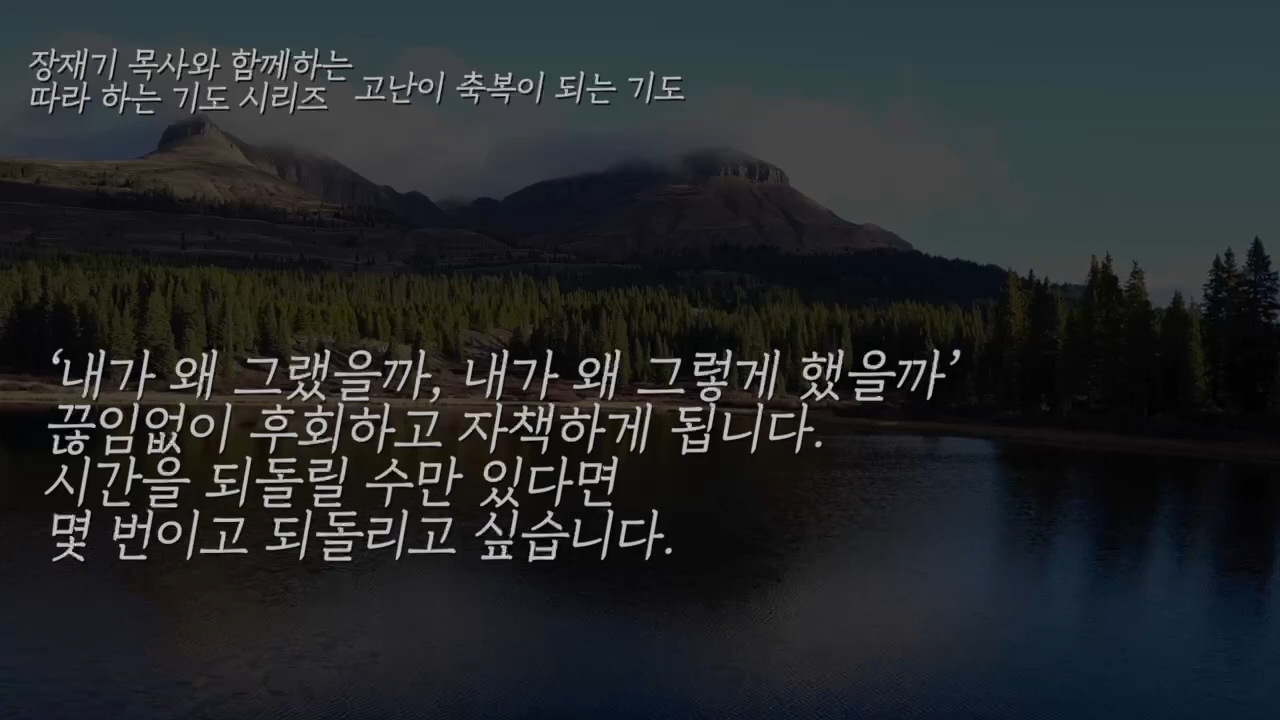 장재기 목사와 함께하는
따라 하는 기도 시리즈
고난이 축복이 되는 기도
‘내가 왜 그랬을까, 내가 왜 그렇게 했을까’
끊임없이 후회하고 자책하게 됩니다.
시간을 되돌릴 수만 있다면
몇 번이고 되돌리고 싶습니다.